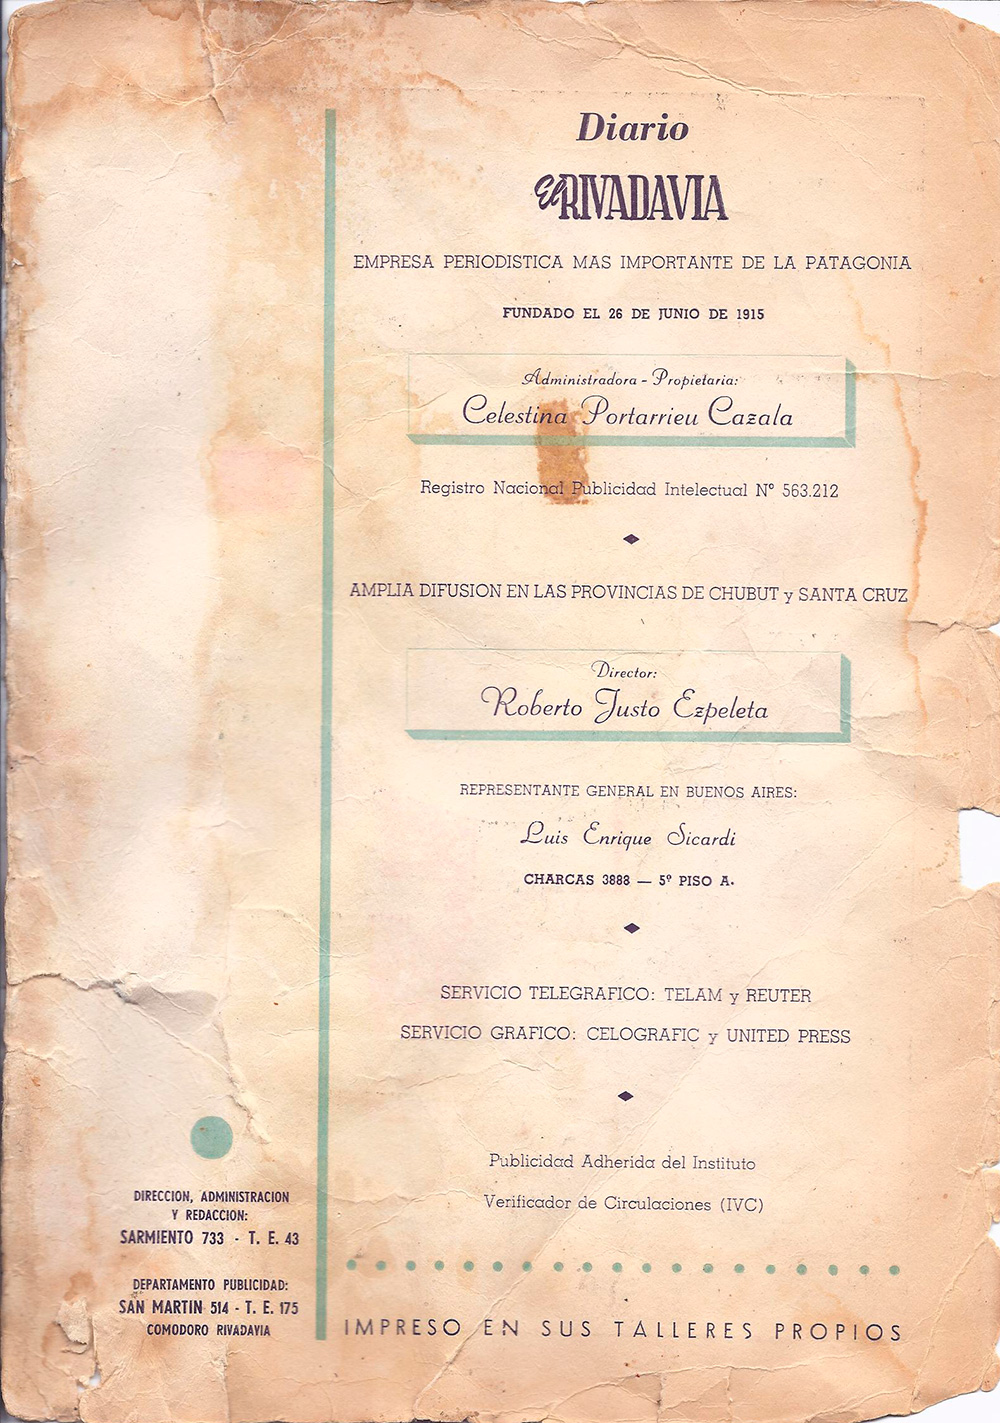 Diario
El RIVADAVIA
EMPRESA PERIODISTICA MAS IMPORTANTE DE LA PATAGONIA
FUNDADO EL 26 DE JUNIO DE 1915
Administradora - Propietaria:
Celestina Portarrieu Cazala
Registro Nacional Publicidad Intelectual Nº 563.212
AMPLIA DIFUSION EN LAS PROVINCIAS DE CHUBUT y SANTA CRUZ
Director:
Roberto Justo Ezpeleta
REPRESENTANTE GENERAL EN BUENOS AIRES:
Luis Enrique Sicardi
CHARCAS 3888 — 5º PISO A.
SERVICIO TELEGRAFICO: TELAM y REUTER
SERVICIO GRAFICO: CELOGRAFIC y UNITED PRESS
Publicidad Adherida del Instituto
Verificador de Circulaciones (IVC)
DIRECCION, ADMINISTRACION
Y REDACCION:
SARMIENTO 733 - T. E. 43
DEPARTAMENTO PUBLICIDAD:
SAN MARTIN 514 - T. E. 175
COMODORO RIVADAVIA
IMPRESO EN SUS TALLERES PROPIOS